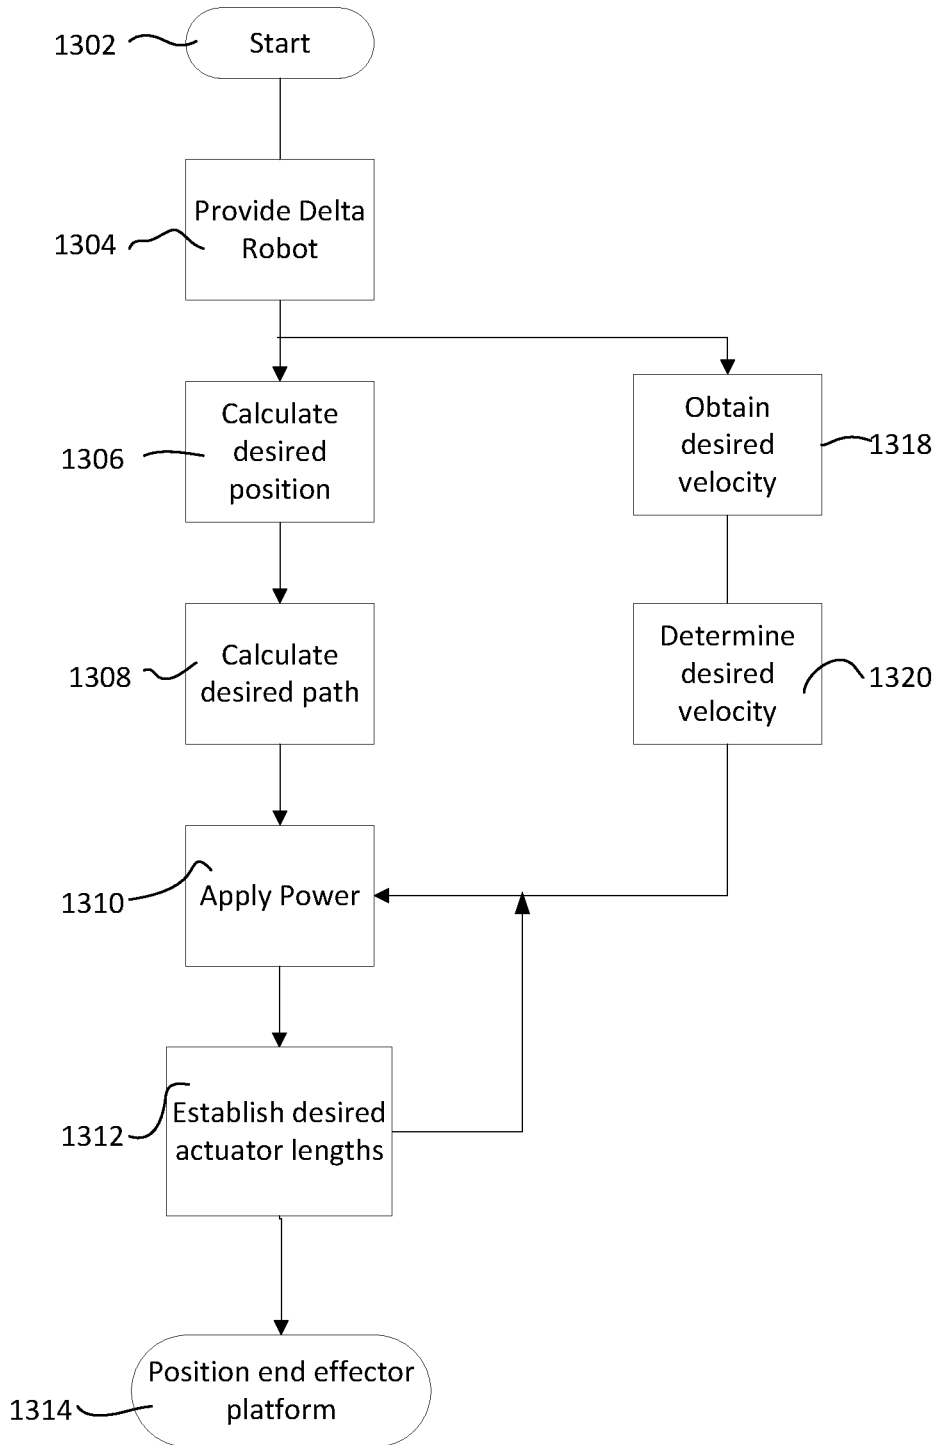 1302
Start
1304
Provide Delta
Robot
1306
Calculate
desired
position
1318
Obtain
desired
velocity
1308
Calculate
desired path
1320
Determine
desired
velocity
1310
Apply Power
1312
Establish desired
actuator lengths
1314
Position end effector
platform